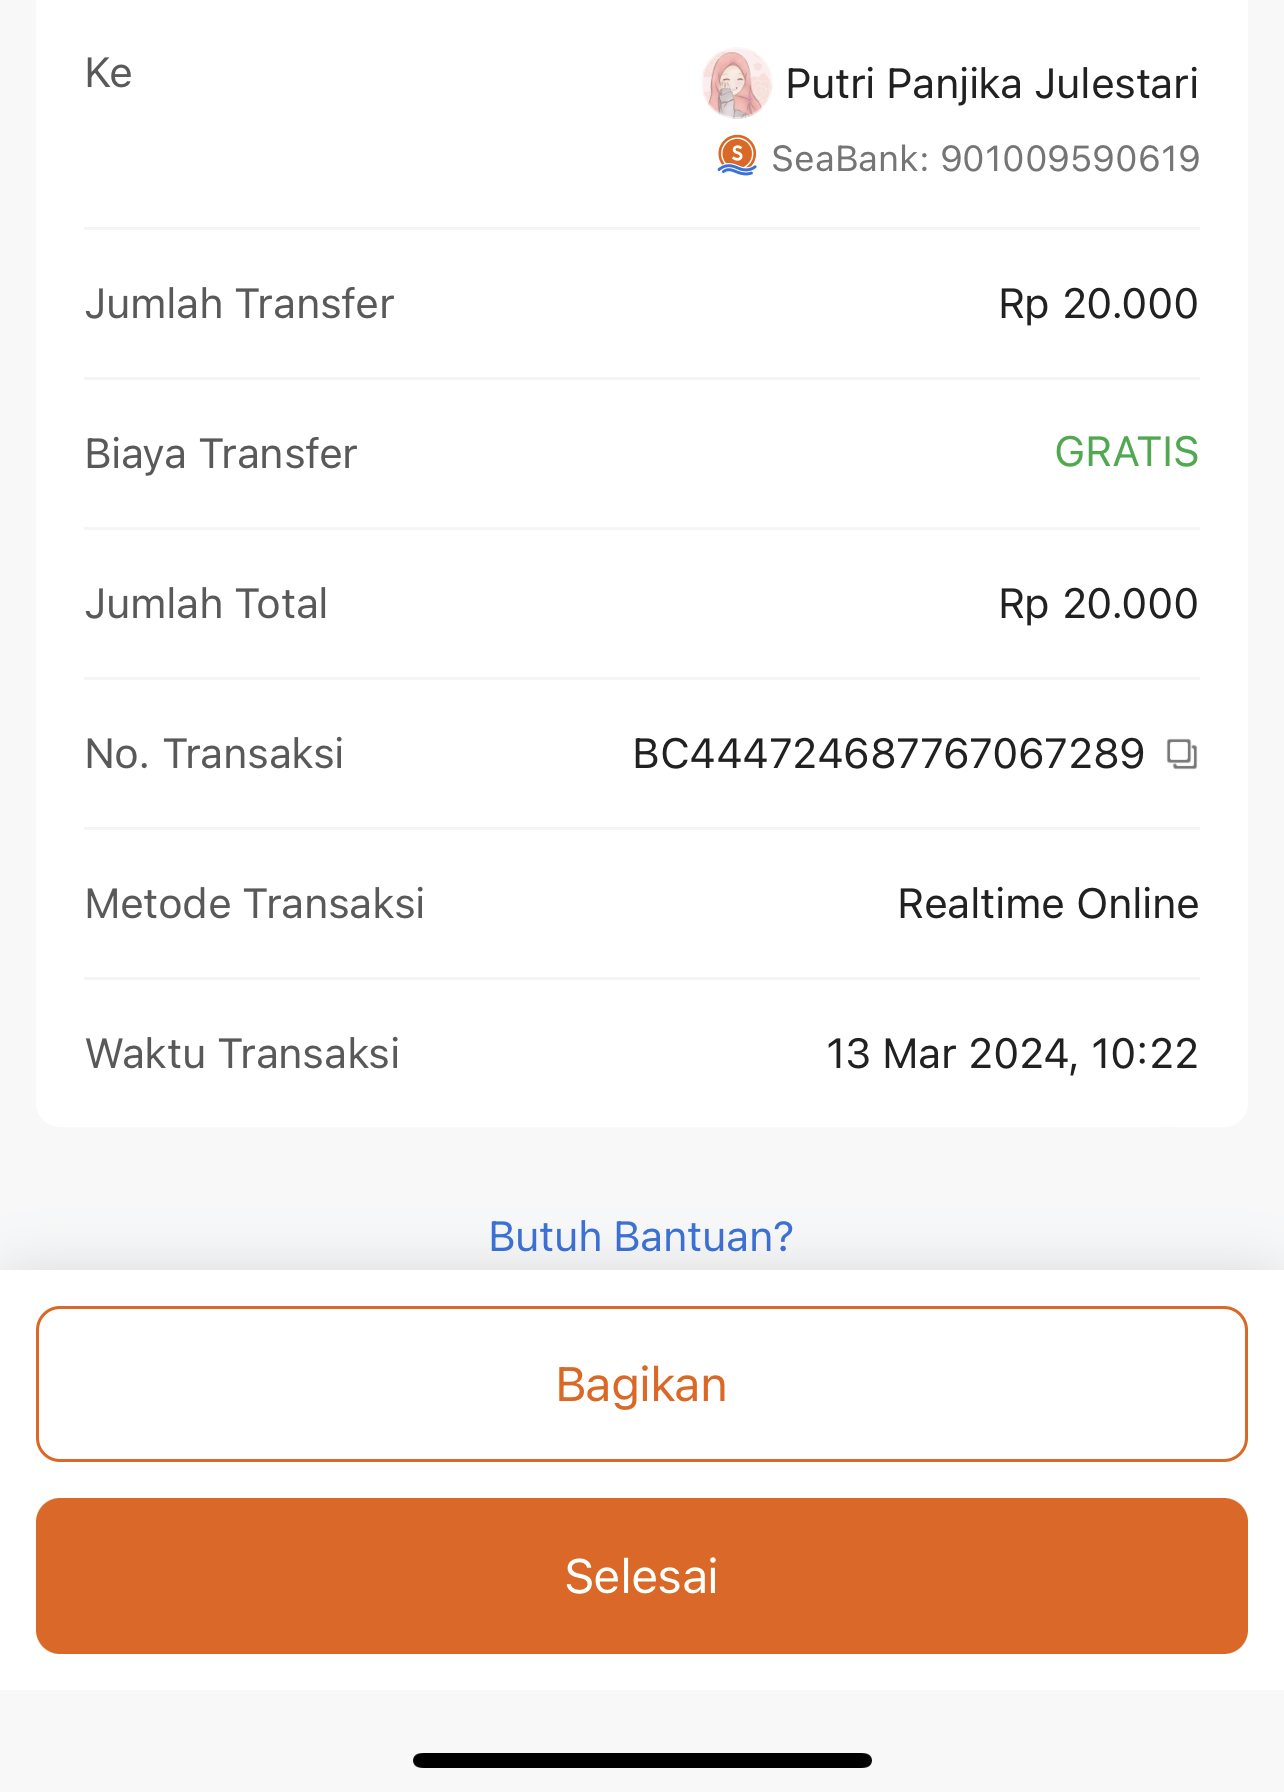 Ke
Putri Panjika Julestari
S
SeaBank: 901009590619
Jumlah Transfer
Rp 20.000
Biaya Transfer
GRATIS
Jumlah Total
Rp 20.000
No. Transaksi
BC444724687767067289
Metode Transaksi
Realtime Online
Waktu Transaksi
13 Mar 2024, 10:22
Butuh Bantuan?
Bagikan
Selesai